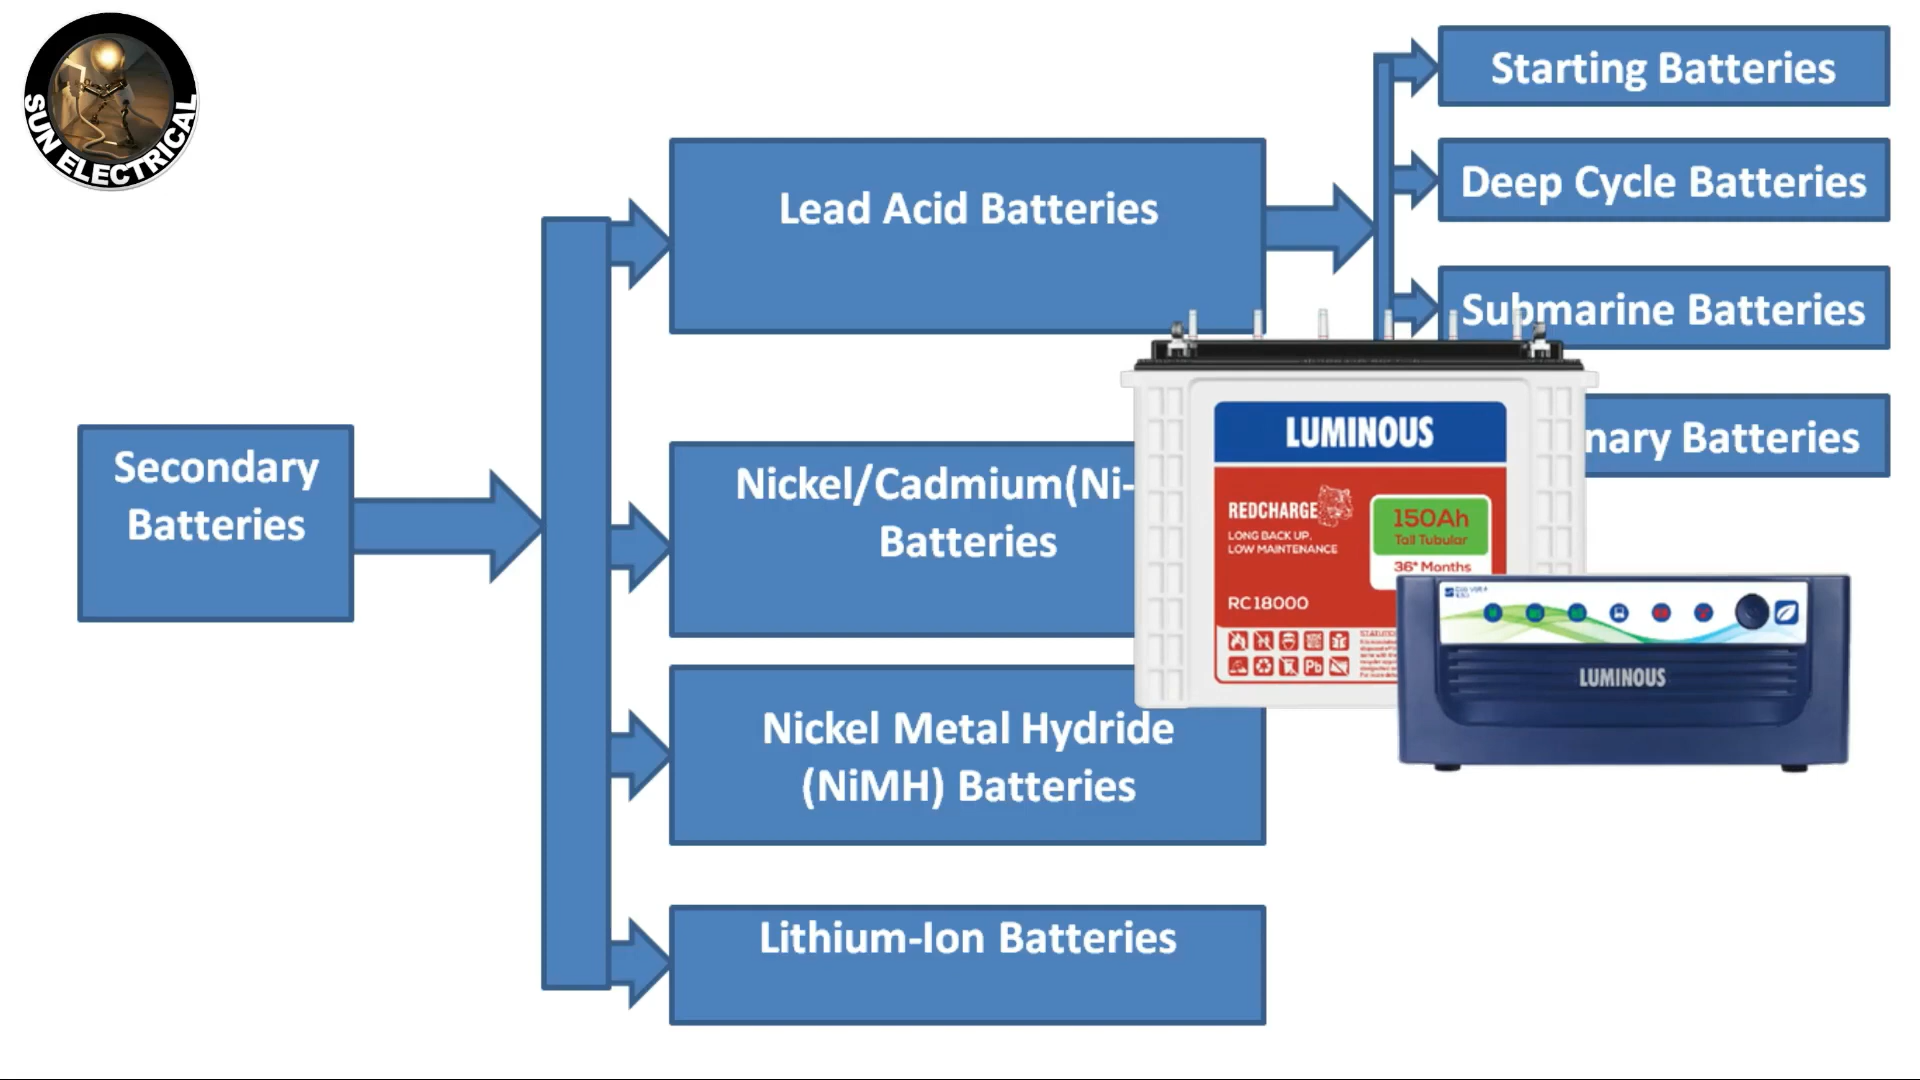 SUN ELECTRICAL
Starting Batteries
Deep Cycle Batteries
Lead Acid Batteries
Submarine Batteries
nary Batteries
Secondary
Batteries
Nickel/Cadmium(Ni-
Batteries
Nickel Metal Hydride
(NiMH) Batteries
Lithium-Ion Batteries
LUMINOUS
REDCHARGE
LONG BACK UP,
LOW MAINTENANCE
150Ah
Tall Tubular
36* Months
RC18000
Pb
LUMINOUS